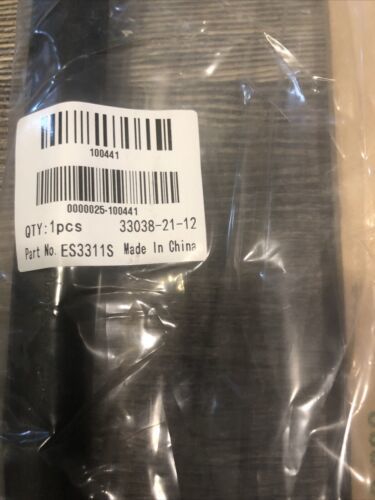 100441
0000025-100441
QTY:1pcs 33038-21-12
Part No. ES3311S Made In China